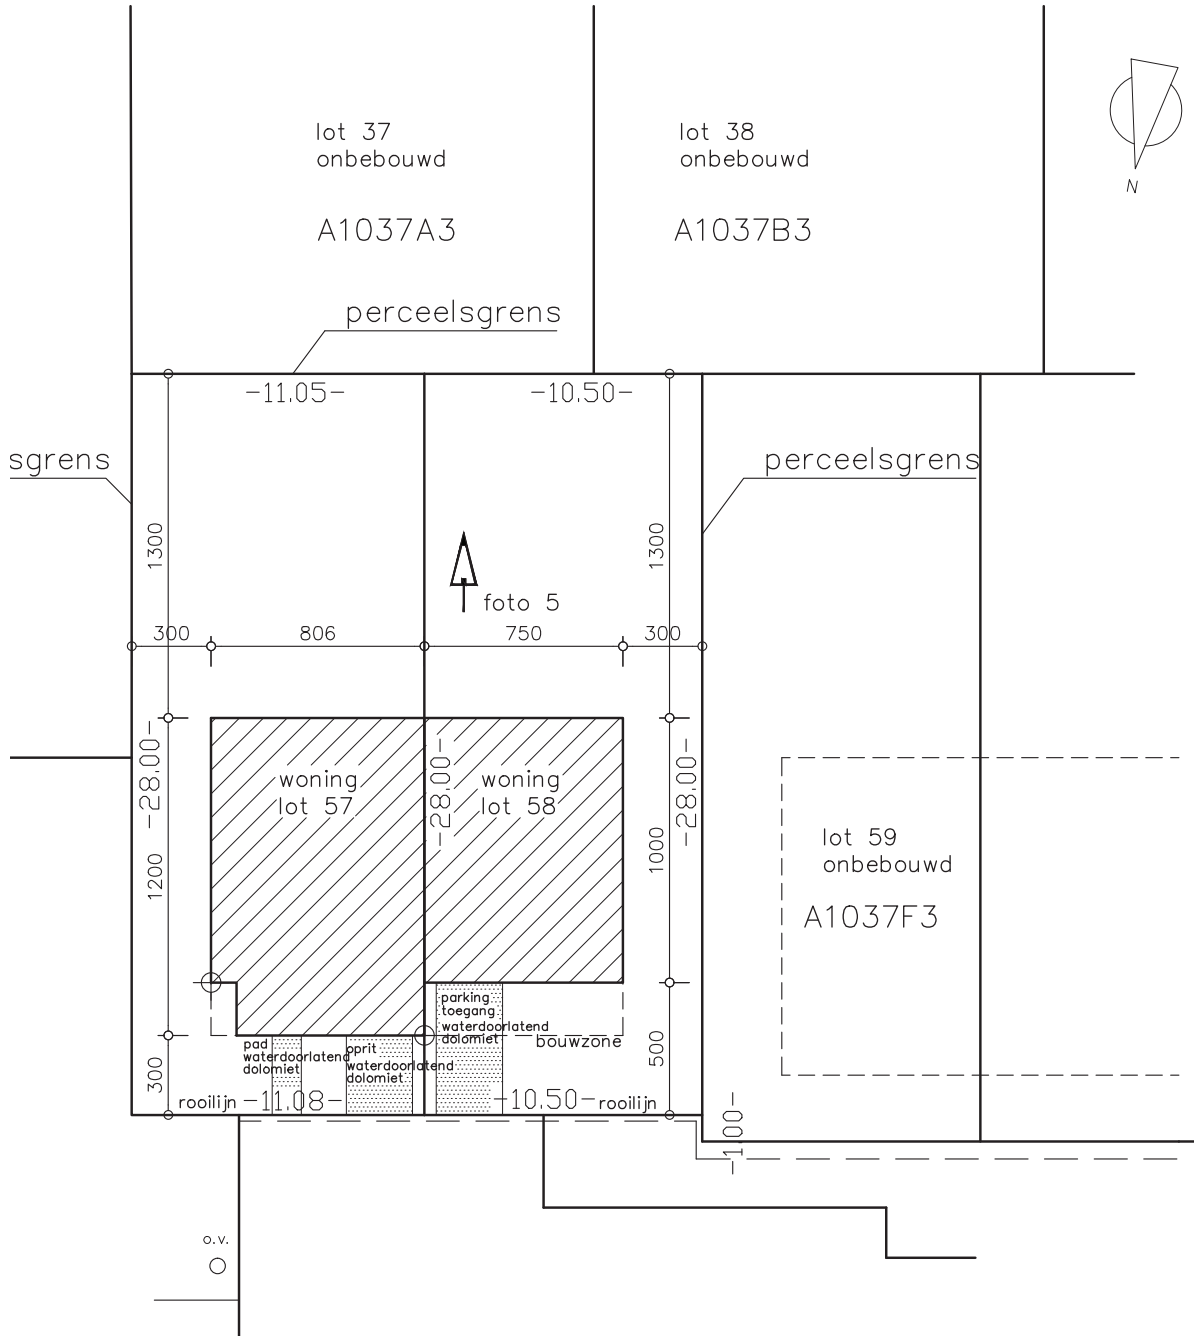 lot 37
onbebouwd
A1037A3
lot 38
onbebouwd
A1037B3
N
perceelsgrens
-11.05-
-10.50-
sgrens
perceelsgrens
1300
1300
foto 5
300
806
750
300
-28.00-
-28.00-
-28.00-
woning
lot 57
woning
lot 58
1200
1000
lot 59
onbebouwd
A1037F3
parking
toegang
waterdoorlatend
dolomiet
bouwzone
pad
waterdoorlatend
dolomiet
oprit
waterdoorlatend
dolomiet
300
500
rooilijn
-11.08-
-10.50-
rooilijn
-1.00-
o.v.